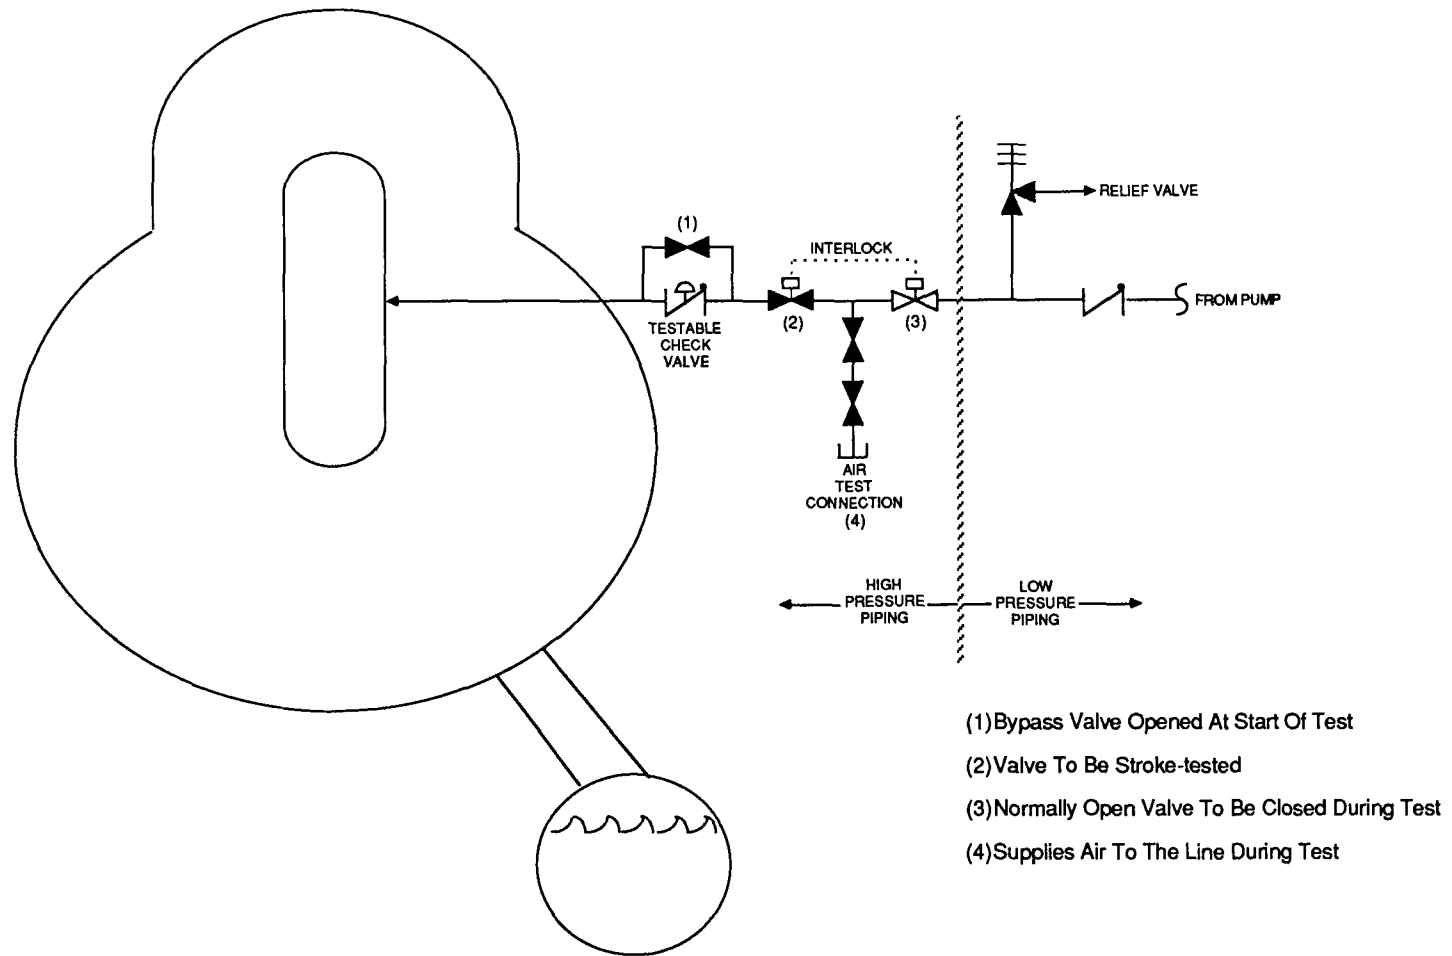 (1)
INTERLOCK
RELIEF VALVE
FROM PUMP
TESTABLE
CHECK
VALVE
(2)
(3)
AIR
TEST
CONNECTION
(4)
HIGH
PRESSURE
PIPING
LOW
PRESSURE
PIPING
(1) Bypass Valve Opened At Start Of Test
(2) Valve To Be Stroke-tested
(3) Normally Open Valve To Be Closed During Test
(4) Supplies Air To The Line During Test